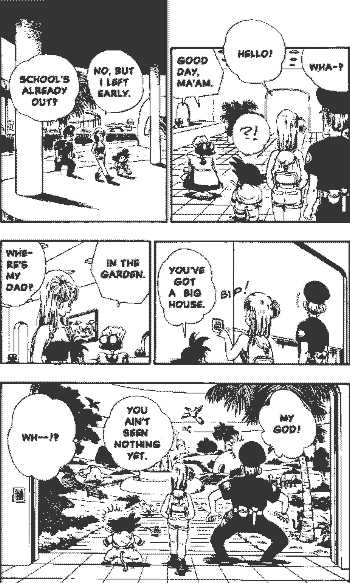 SCHOOL'S
ALREADY
OUT?
NO, BUT
I LEFT
EARLY.
GOOD
DAY,
MA'AM.
HELLO!
?!
WHA-?
WHE-
RE'S
MY
DAD?
IN THE
GARDEN.
YOU'VE
GOT
A BIG
HOUSE.
BIP!
WH--!?
YOU
AIN'T
SEEN
NOTHING
YET.
MY
GOD!